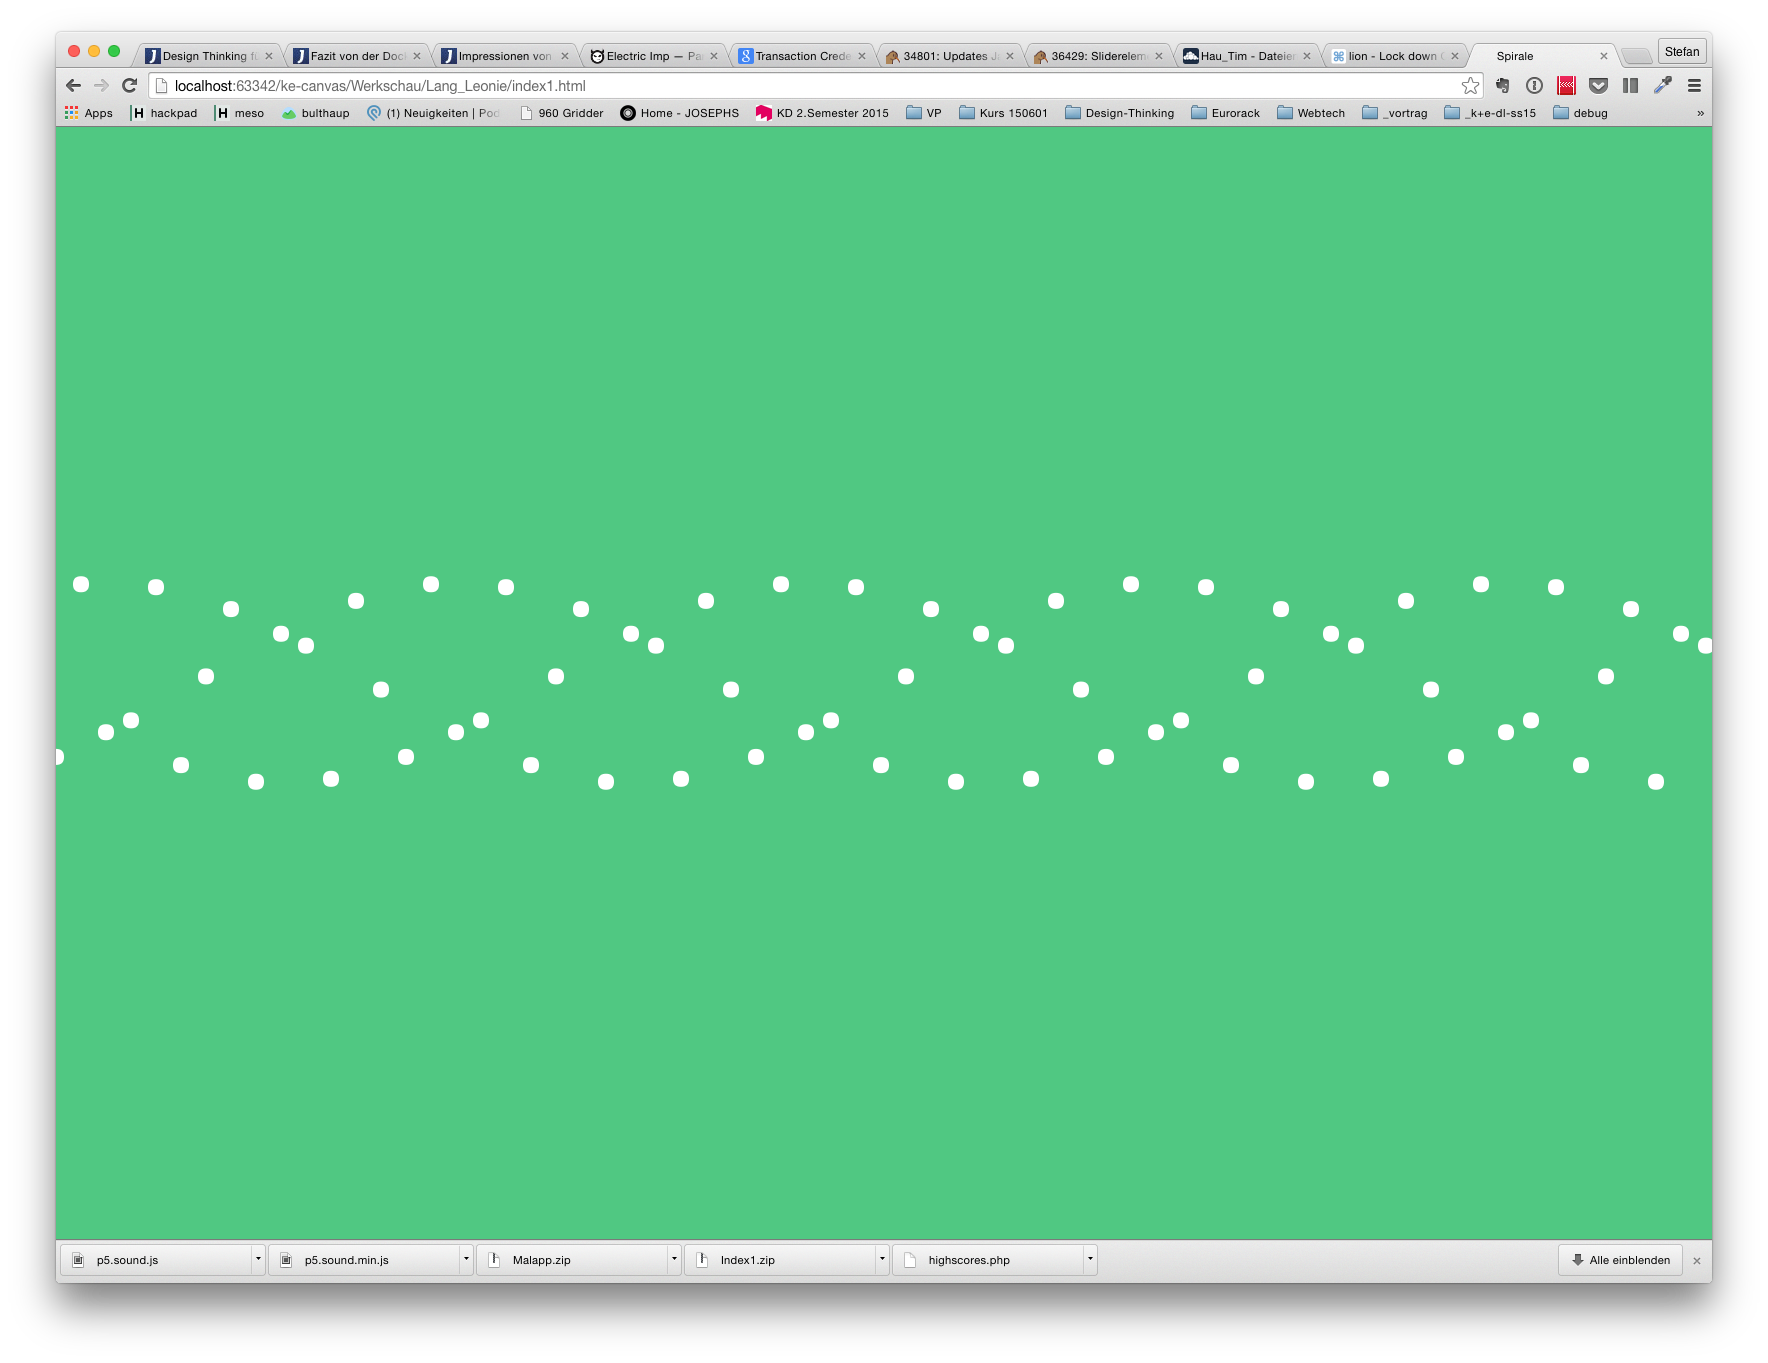 Design Thinking fü
Fazit von der Doc
Impressionen von
Electric Imp — Pa
Transaction Crede
34801: Updates Ja
36429: Sliderelem
Hau_Tim - Dateien
lion - Lock down
Spirale
Stefan
localhost:63342/ke-canvas/Werkschau/Lang_Leonie/index1.html
Apps
hackpad
meso
bulthaup
(1) Neuigkeiten | Pod
960 Gridder
Home - JOSEPHS
KD 2.Semester 2015
VP
Kurs 150601
Design-Thinking
Eurorack
Webtech
_vortrag
_k+e-dl-ss15
debug
»
p5.sound.js
p5.sound.min.js
Malapp.zip
Index1.zip
highscores.php
Alle einblenden